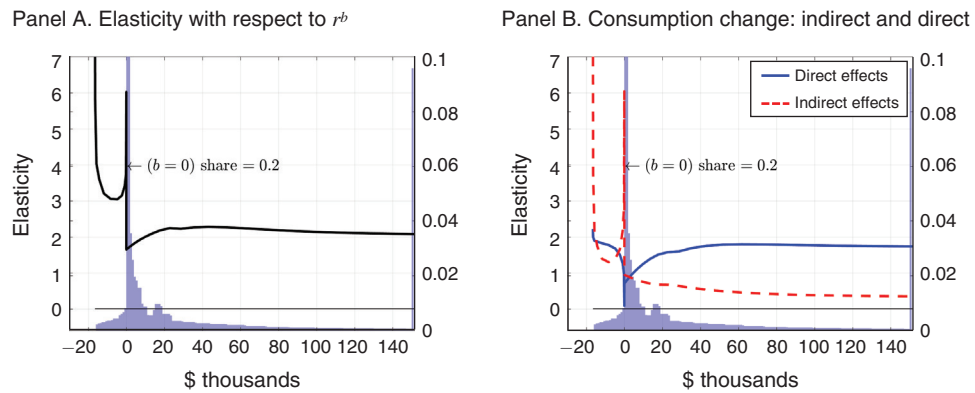 Panel A. Elasticity with respect to r^b
Panel B. Consumption change: indirect and direct
7
6
5
4
3
2
1
0
Elasticity
0.1
0.08
0.06
0.04
0.02
0
← (b = 0) share = 0.2
−20 0 20 40 60 80 100 120 140
$ thousands
7
6
5
4
3
2
1
0
Elasticity
0.1
0.08
0.06
0.04
0.02
0
Direct effects
Indirect effects
← (b = 0) share = 0.2
−20 0 20 40 60 80 100 120 140
$ thousands